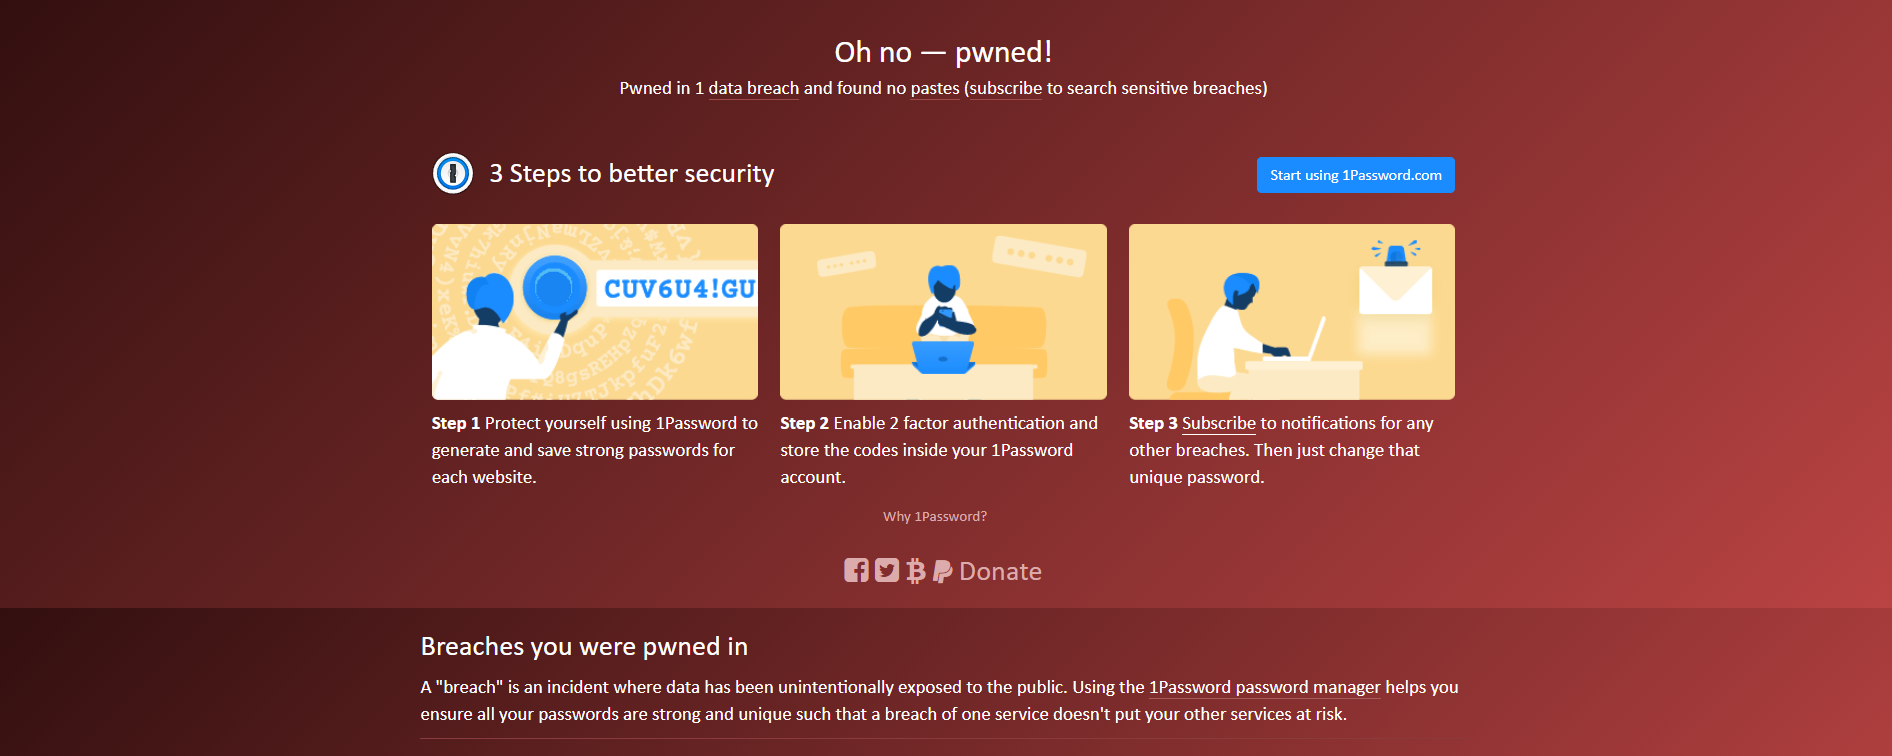 Oh no — pwned!
Pwned in 1 data breach and found no pastes (subscribe to search sensitive breaches)
3 Steps to better security
Start using 1Password.com
CUV6U4!GU
Step 1 Protect yourself using 1Password to
generate and save strong passwords for
each website.
Step 2 Enable 2 factor authentication and
store the codes inside your 1Password
account.
Step 3 Subscribe to notifications for any
other breaches. Then just change that
unique password.
Why 1Password?
Donate
Breaches you were pwned in
A "breach" is an incident where data has been unintentionally exposed to the public. Using the 1Password password manager helps you
ensure all your passwords are strong and unique such that a breach of one service doesn't put your other services at risk.